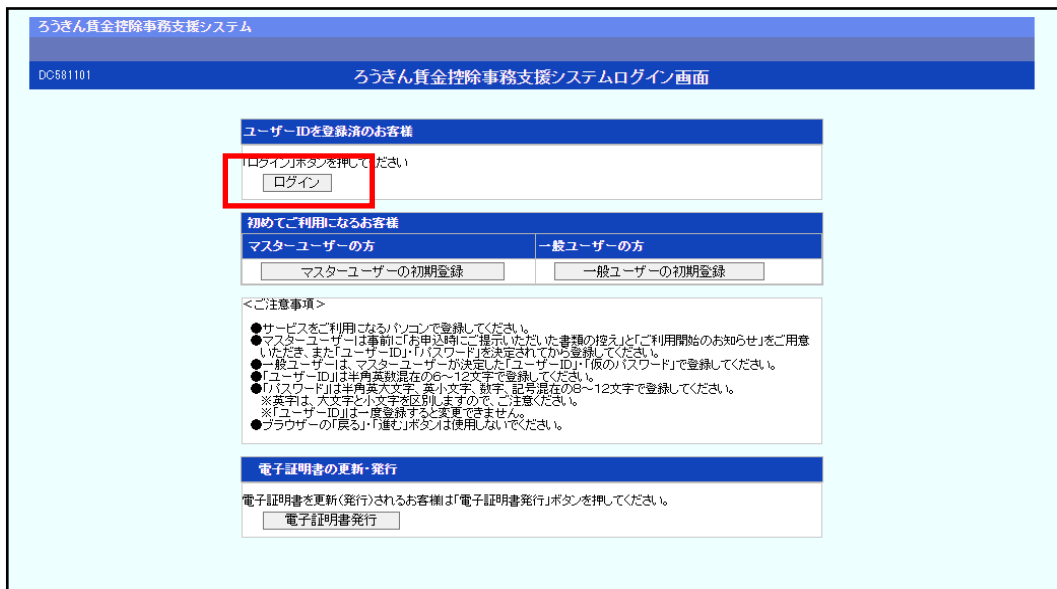 ろうきん賃金控除事務支援システム
DC581101
ろうきん賃金控除事務支援システムログイン画面
ユーザーIDを登録済のお客様
「ログイン」ボタンを押してください
ログイン
初めてご利用になるお客様
マスターユーザーの方
一般ユーザーの方
マスターユーザーの初期登録
一般ユーザーの初期登録
<ご注意事項>
●サービスをご利用になるパソコンで登録してください。
●マスターユーザーは事前に「お申込時にご提示いただいた書類の控え」と「ご利用開始のお知らせ」をご用意
いただき、また「ユーザーID」・「パスワード」を決定されてから登録してください。
●一般ユーザーは、マスターユーザーが決定した「ユーザーID」・「仮のパスワード」で登録してください。
●「ユーザーID」は半角英数混在の6~12文字で登録してください。
●「パスワード」は半角英大文字、英小文字、数字、記号混在の8~12文字で登録してください。
※英字は、大文字と小文字を区別しますので、ご注意ください。
※「ユーザーID」は一度登録すると変更できません。
●ブラウザーの「戻る」・「進む」ボタンは使用しないでください。
電子証明書の更新・発行
電子証明書を更新(発行)されるお客様は「電子証明書発行」ボタンを押してください。
電子証明書発行